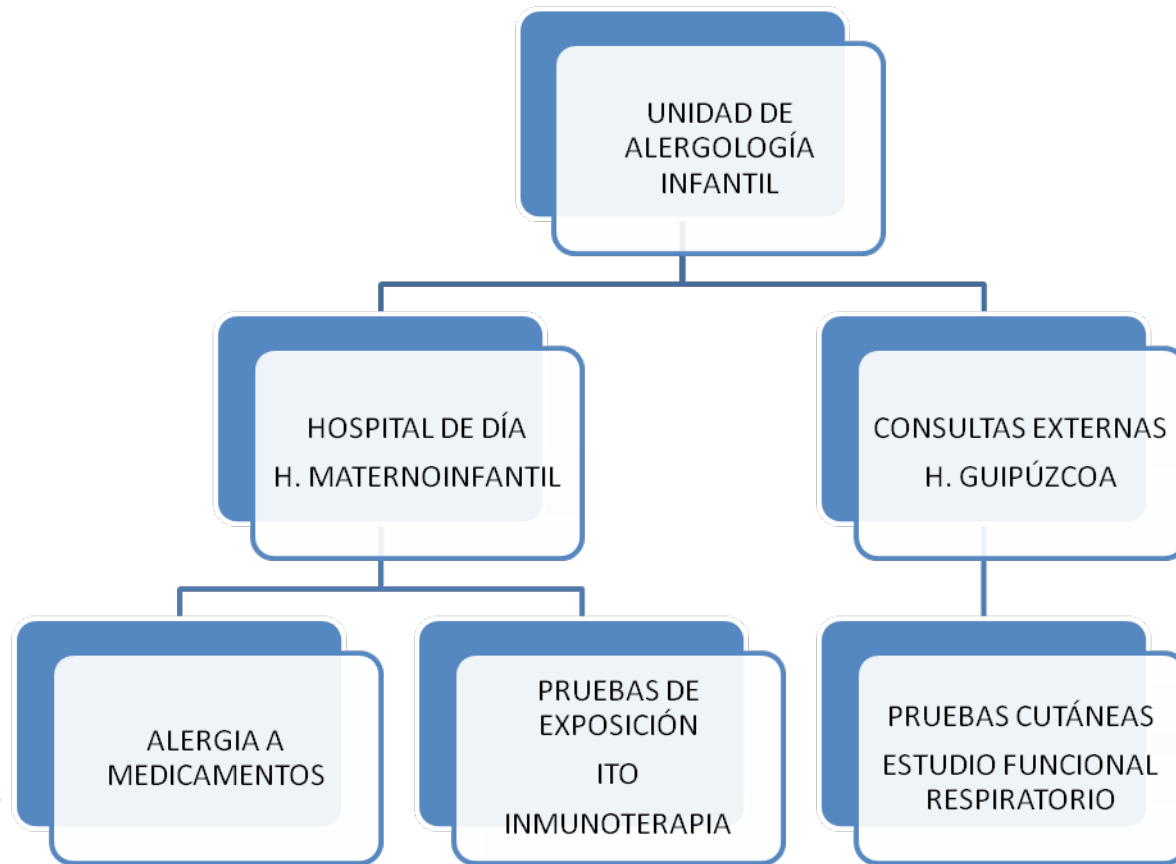 UNIDAD DE
ALERGOLOGÍA
INFANTIL
HOSPITAL DE DÍA
H. MATERNOINFANTIL
CONSULTAS EXTERNAS
H. GUIPÚZCOA
ALERGIA A
MEDICAMENTOS
PRUEBAS DE
EXPOSICIÓN
ITO
INMUNOTERAPIA
PRUEBAS CUTÁNEAS
ESTUDIO FUNCIONAL
RESPIRATORIO